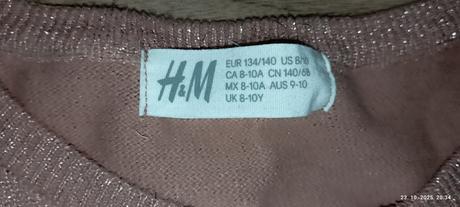 H&M
EUR 134/140 US 8/10
CA 8-10A CN 140/68
MX 8-10A AUS 9-10
UK 8-10Y
27-10-2025 20:34